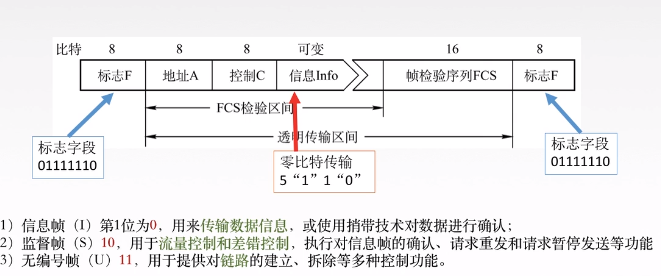 比特 8 8 8 可变 16 8
标志F 地址A 控制C 信息Info 帧检验序列FCS 标志F
FCS检验区间
透明传输区间
标志字段
01111110
零比特传输
5 “1” 1 “0”
标志字段
01111110
1）信息帧（I）第1位为0，用来传输数据信息，或使用捎带技术对数据进行确认；
2）监督帧（S）10，用于流量控制和差错控制，执行对信息帧的确认、请求重发和请求暂停发送等功能
3）无编号帧（U）11，用于提供对链路的建立、拆除等多种控制功能。